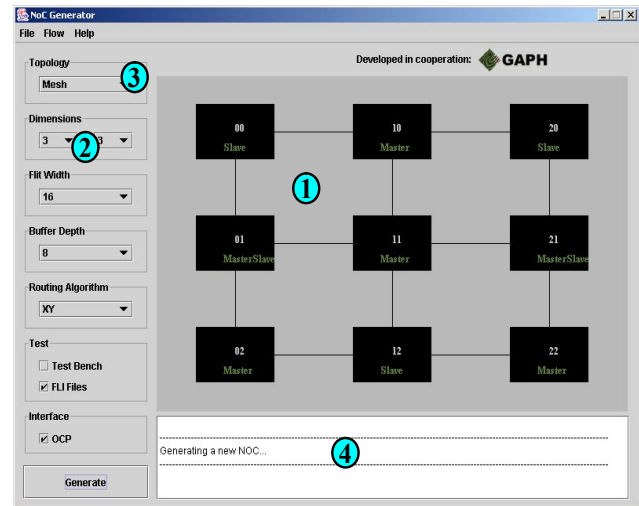 NoC Generator
File Flow Help
Developed in cooperation: GAPH
Topology
Mesh
3
Dimensions
3 3
2
Flit Width
16
Buffer Depth
8
Routing Algorithm
XY
Test
Test Bench
FLI Files
Interface
OCP
Generate
00 10 20
Slave Master Slave
1
01 11 21
MasterSlave Master MasterSlave
02 12 22
Master Slave Master
Generating a new NOC...
4